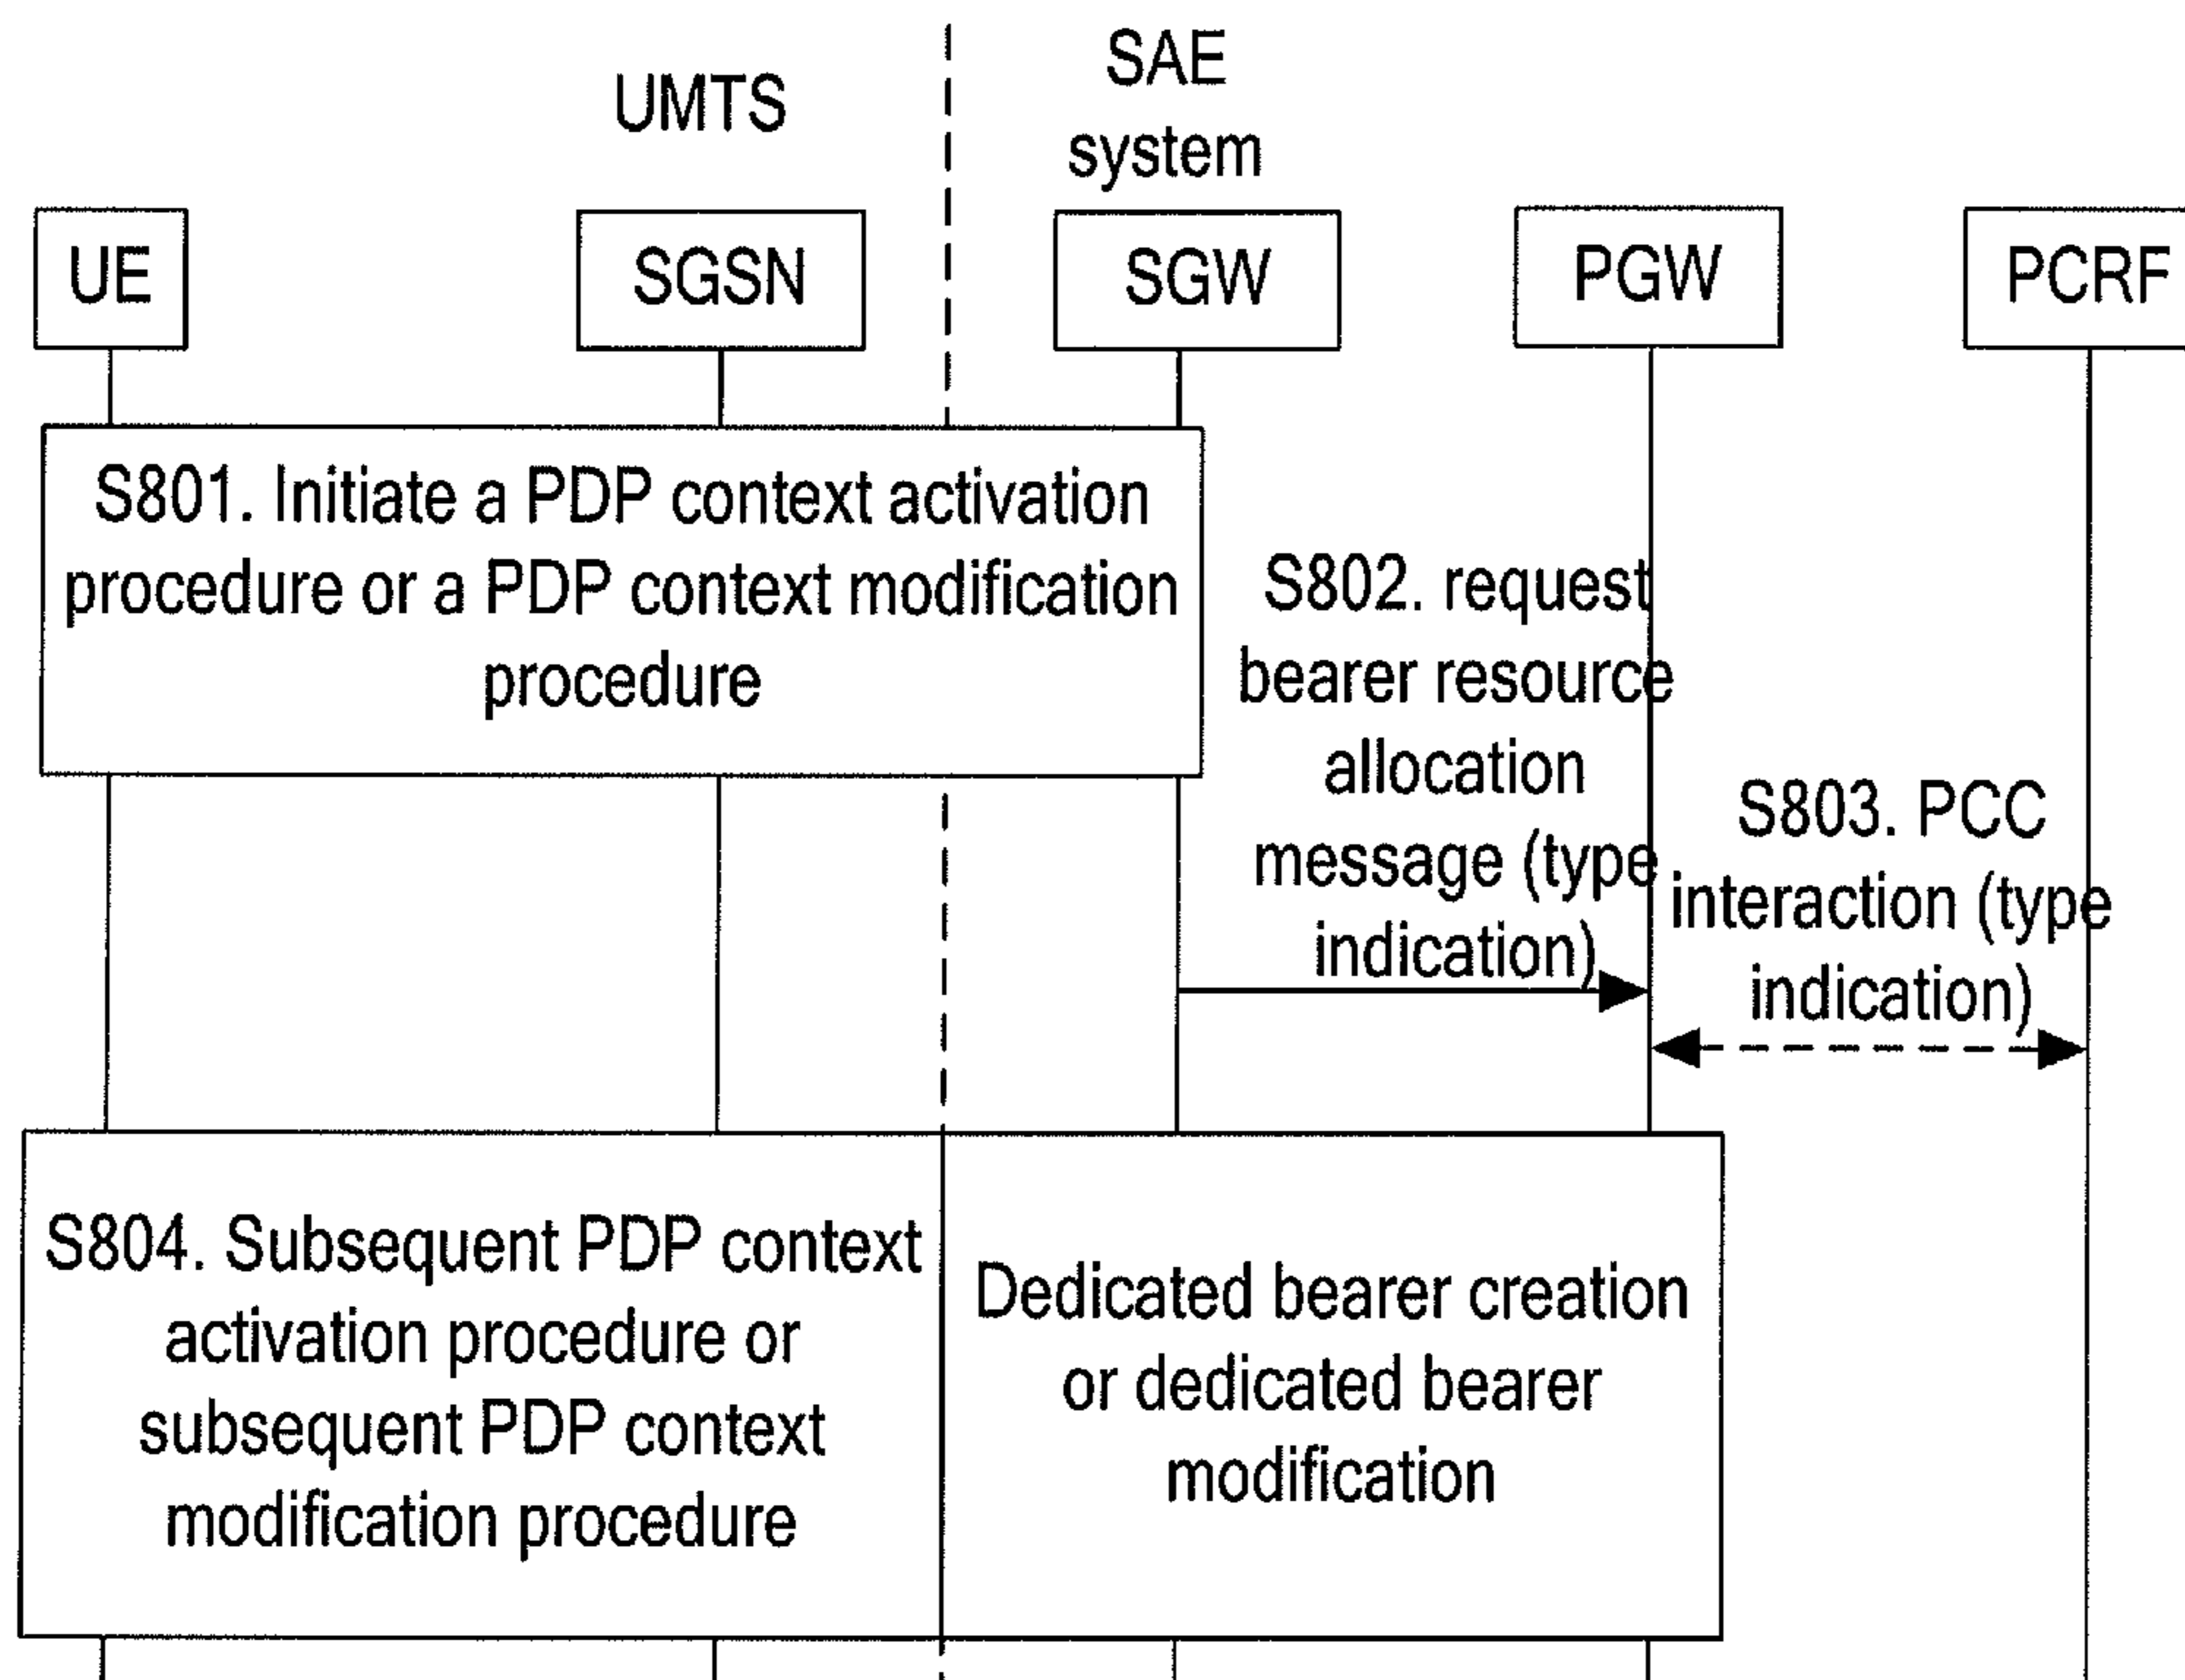 UMTS
SAE
system
UE
SGSN
SGW
PGW
PCRF
S801. Initiate a PDP context activation
procedure or a PDP context modification
procedure
S802. request
bearer resource
allocation
message (type
indication)
S803. PCC
interaction (type
indication)
S804. Subsequent PDP context
activation procedure or
subsequent PDP context
modification procedure
Dedicated bearer creation
or dedicated bearer
modification